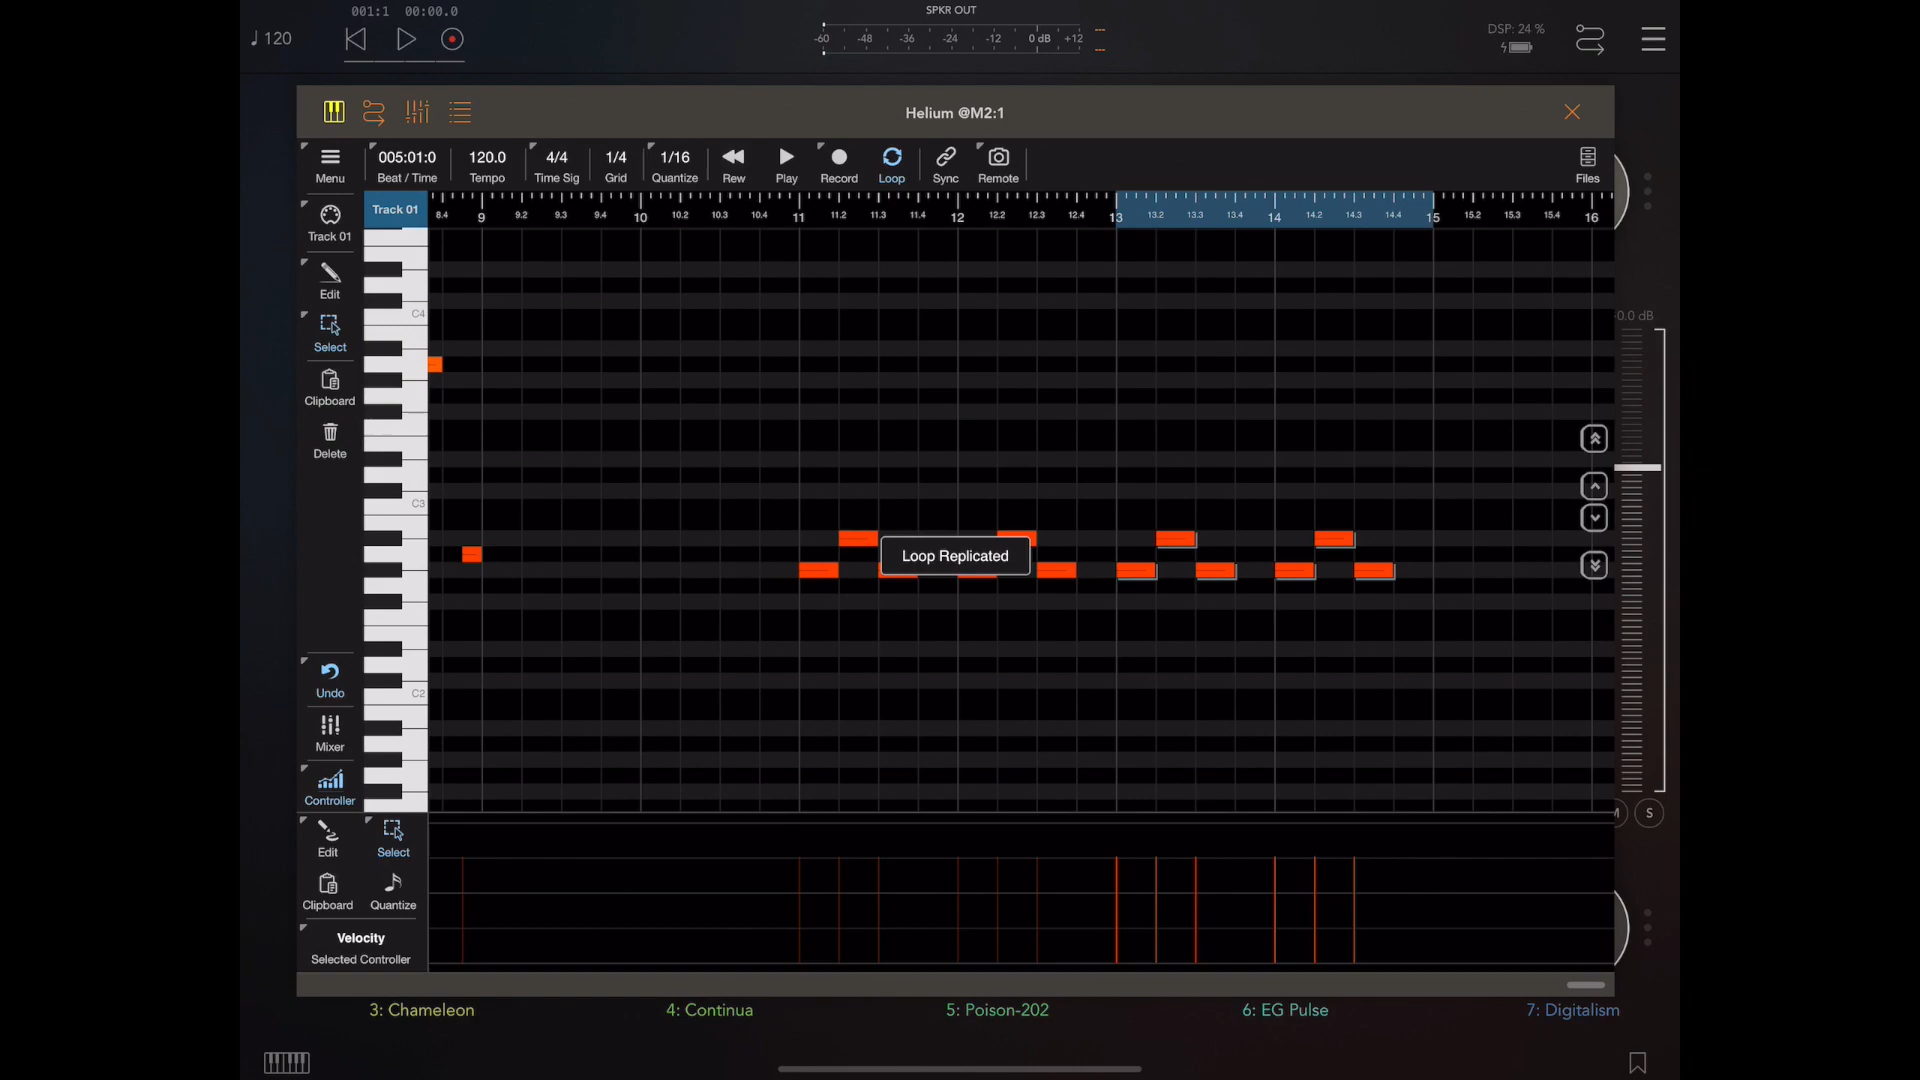 001:1 00:00.0
SPKR OUT
120
-60 -48 -36 -24 -12 0 dB +12
DSP: 24 %
Helium @M2:1
Menu
005:01:0
Beat / Time
120.0
Tempo
4/4
Time Sig
1/4
Grid
1/16
Quantize
Rew
Play
Record
Loop
Sync
Remote
Files
Track 01
8.4 9 9.2 9.3 9.4 10 10.2 10.3 10.4 11 11.2 11.3 11.4 12 12.2 12.3 12.4 13 13.2 13.3 13.4 14 14.2 14.3 14.4 15 15.2 15.3 15.4 16
Track 01
Edit
C4
-0.0 dB
Select
Clipboard
Delete
C3
Loop Replicated
Undo
C2
Mixer
Controller
M S
Edit
Select
Clipboard
Quantize
Velocity
Selected Controller
3: Chameleon
4: Continua
5: Poison-202
6: EG Pulse
7: Digitalism